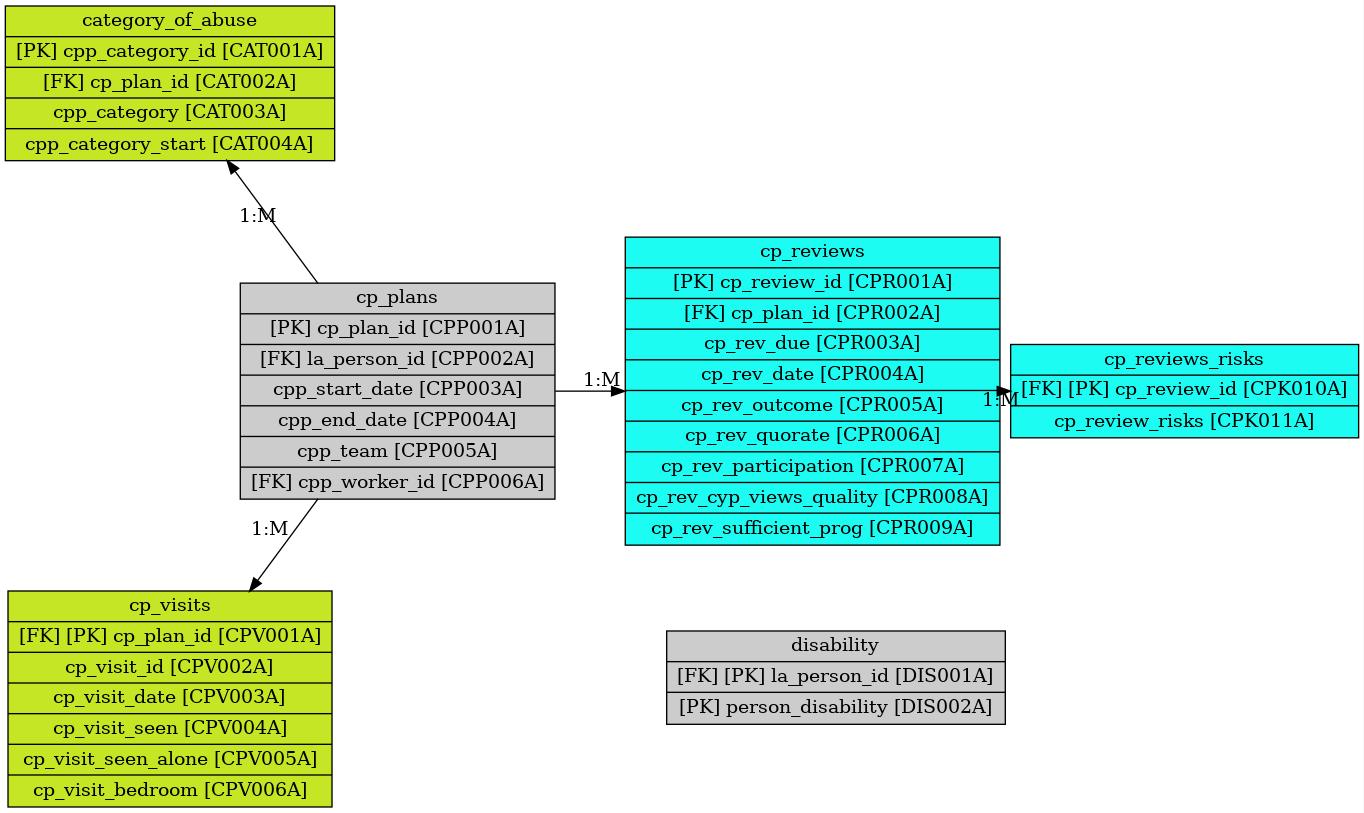 category_of_abuse
[PK] cpp_category_id [CAT001A]
[FK] cp_plan_id [CAT002A]
cpp_category [CAT003A]
cpp_category_start [CAT004A]
1:M
cp_plans
[PK] cp_plan_id [CPP001A]
[FK] la_person_id [CPP002A]
cpp_start_date [CPP003A]
cpp_end_date [CPP004A]
cpp_team [CPP005A]
[FK] cpp_worker_id [CPP006A]
1:M
cp_reviews
[PK] cp_review_id [CPR001A]
[FK] cp_plan_id [CPR002A]
cp_rev_due [CPR003A]
cp_rev_date [CPR004A]
cp_rev_outcome [CPR005A]
cp_rev_quorate [CPR006A]
cp_rev_participation [CPR007A]
cp_rev_cyp_views_quality [CPR008A]
cp_rev_sufficient_prog [CPR009A]
1:M
cp_reviews_risks
[FK] [PK] cp_review_id [CPK010A]
cp_review_risks [CPK011A]
1:M
cp_visits
[FK] [PK] cp_plan_id [CPV001A]
cp_visit_id [CPV002A]
cp_visit_date [CPV003A]
cp_visit_seen [CPV004A]
cp_visit_seen_alone [CPV005A]
cp_visit_bedroom [CPV006A]
disability
[FK] [PK] la_person_id [DIS001A]
[PK] person_disability [DIS002A]